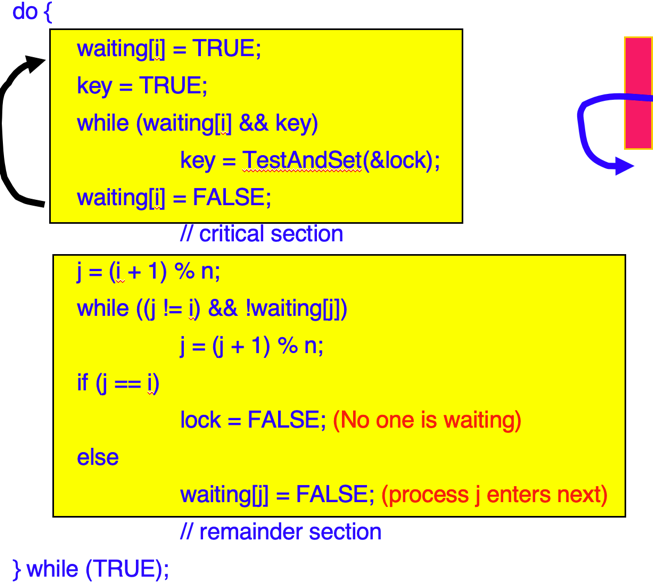 do {
waiting[i] = TRUE;
key = TRUE;
while (waiting[i] && key)
key = TestAndSet(&lock);
waiting[i] = FALSE;
// critical section
j = (i + 1) % n;
while ((j != i) && !waiting[j])
j = (j + 1) % n;
if (j == i)
lock = FALSE; (No one is waiting)
else
waiting[j] = FALSE; (process j enters next)
// remainder section
} while (TRUE);